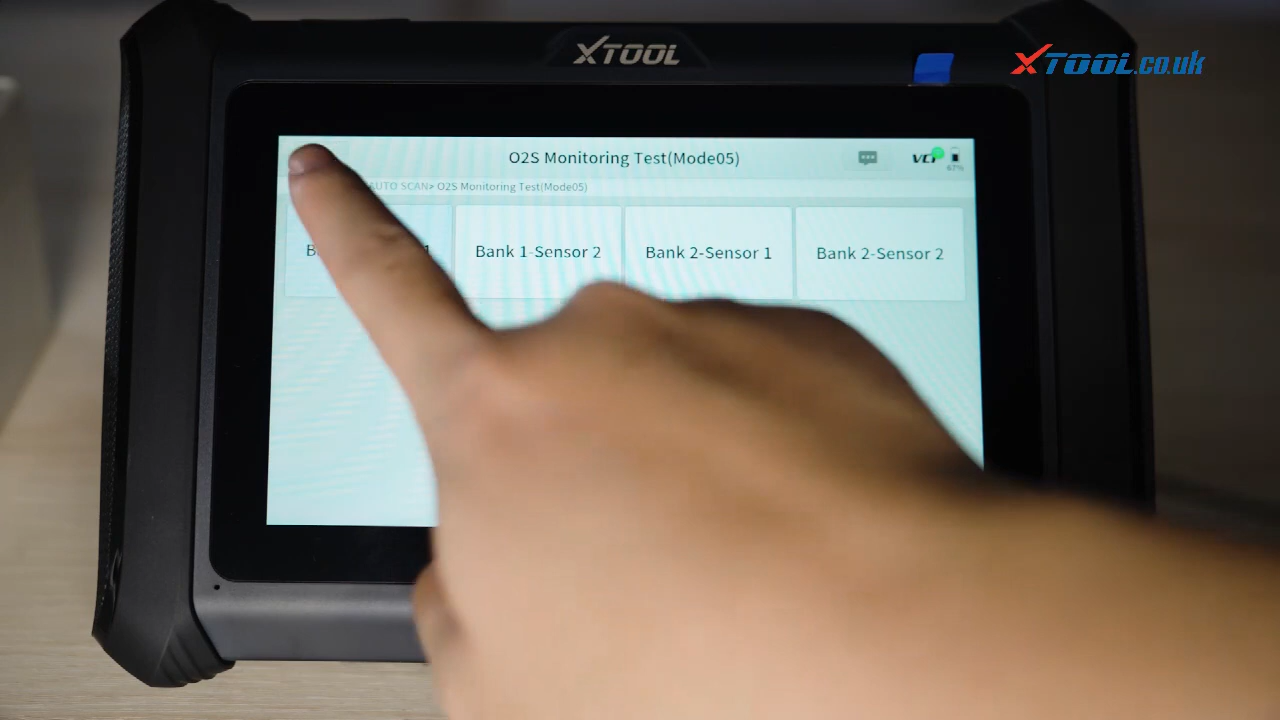 XTOOL
XTOOL.co.uk
O2S Monitoring Test(Mode05)
VCI
67%
AUTO SCAN> O2S Monitoring Test(Mode05)
Bank 1-Sensor 2
Bank 2-Sensor 1
Bank 2-Sensor 2